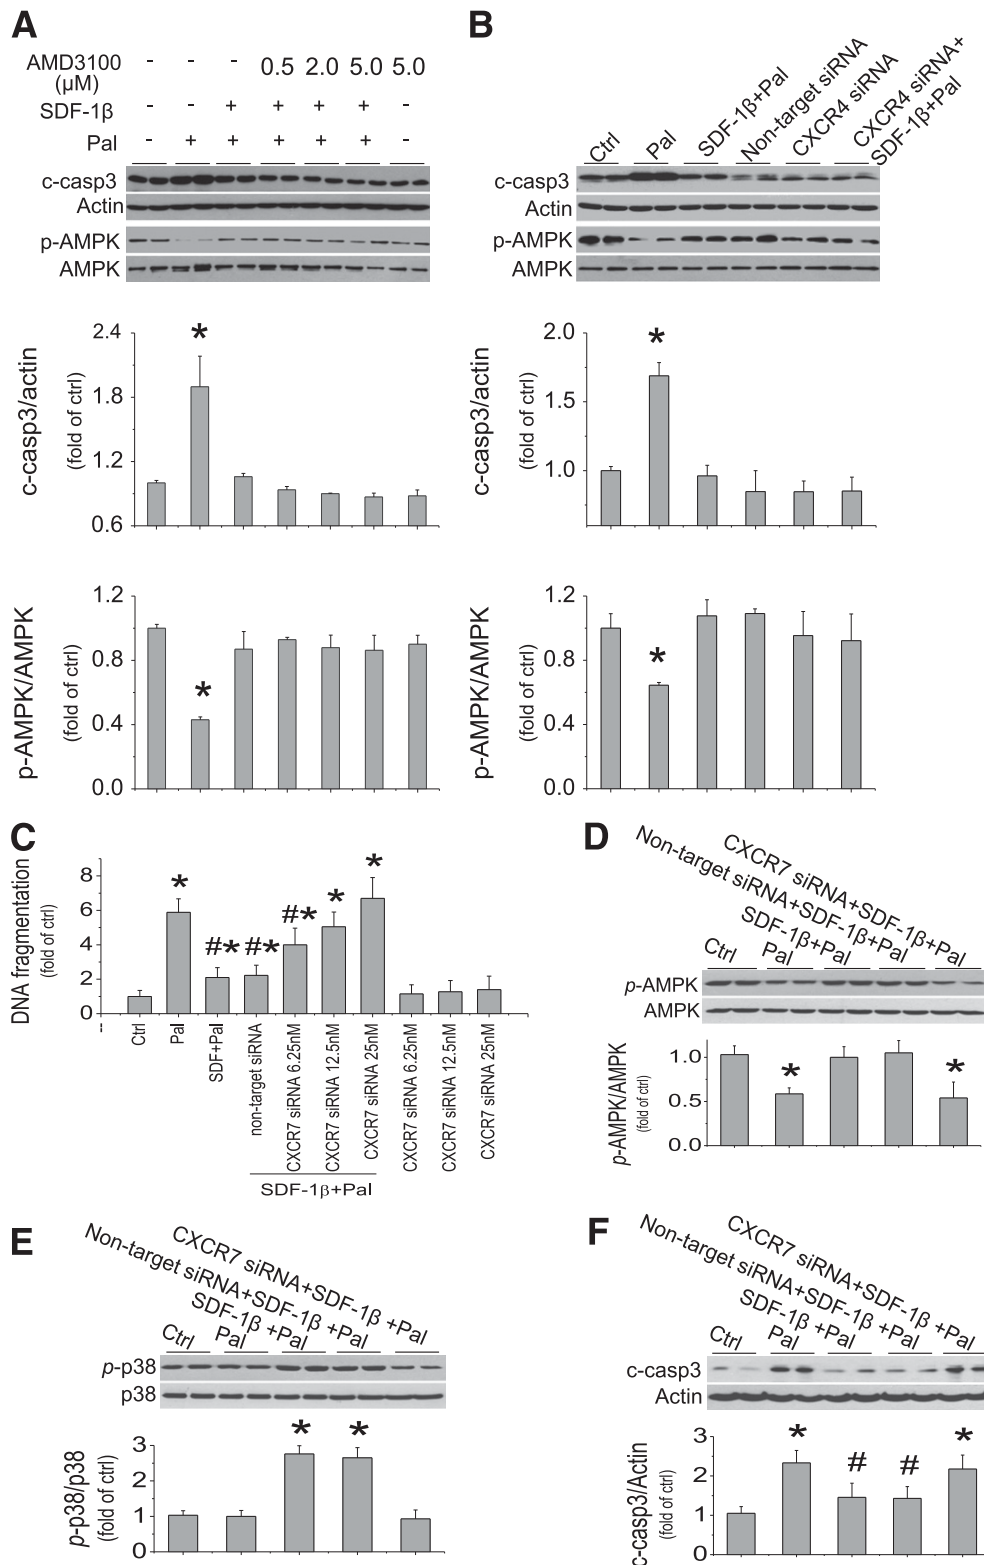 A
AMD3100 (μM) - - - 0.5 2.0 5.0 5.0
SDF-1β - - + + + + -
Pal - + + + + + -
c-casp3
Actin
p-AMPK
AMPK
c-casp3/actin
(fold of ctrl)
2.4
1.8
1.2
0.6
*
p-AMPK/AMPK
(fold of ctrl)
1.2
0.8
0.4
0.0
*
B
Ctrl
Pal
SDF-1β+Pal
Non-target siRNA
CXCR4 siRNA
CXCR4 siRNA+
SDF-1β+Pal
c-casp3
Actin
p-AMPK
AMPK
c-casp3/actin
(fold of ctrl)
2.0
1.0
*
p-AMPK/AMPK
(fold of ctrl)
1.2
0.8
0.4
0.0
*
C
DNA fragmentation
(fold of ctrl)
8
6
4
2
0
* #* #* #* * *
--
Ctrl
Pal
SDF+Pal
non-target siRNA
CXCR7 siRNA 6.25nM
CXCR7 siRNA 12.5nM
CXCR7 siRNA 25nM
CXCR7 siRNA 6.25nM
CXCR7 siRNA 12.5nM
CXCR7 siRNA 25nM
SDF-1β+Pal
D
Ctrl
Pal
SDF-1β+Pal
Non-target siRNA+SDF-1β+Pal
CXCR7 siRNA+SDF-1β+Pal
p-AMPK
AMPK
p-AMPK/AMPK
(fold of ctrl)
1.0
0.5
0.0
* *
E
Ctrl
Pal
SDF-1β +Pal
Non-target siRNA+SDF-1β +Pal
CXCR7 siRNA+SDF-1β +Pal
p-p38
p38
p-p38/p38
(fold of ctrl)
3
2
1
0
* *
F
Ctrl
Pal
SDF-1β +Pal
Non-target siRNA+SDF-1β +Pal
CXCR7 siRNA+SDF-1β +Pal
c-casp3
Actin
c-casp3/Actin
(fold of ctrl)
3
2
1
0
* # # *